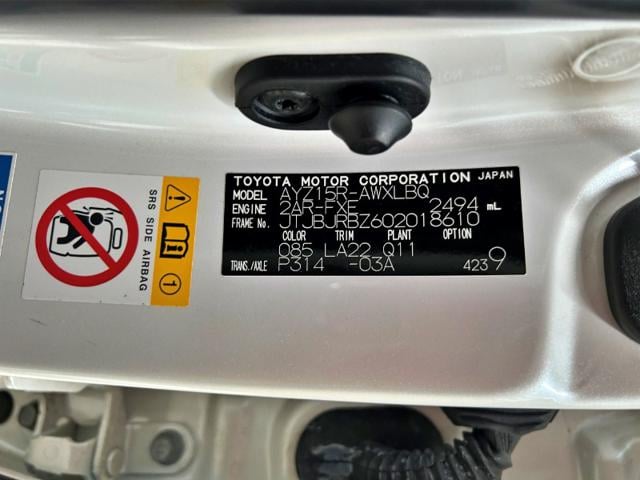 TOYOTA MOTOR CORPORATION JAPAN
MODEL AYZ15R-AWXLBQ
ENGINE 2AR-FXE 2494 mL
FRAME No. JTJBJRBZ602018610
COLOR TRIM PLANT OPTION
085 LA22 Q11
TRANS./AXLE P314 -03A 4239
SRS SIDE AIRBAG